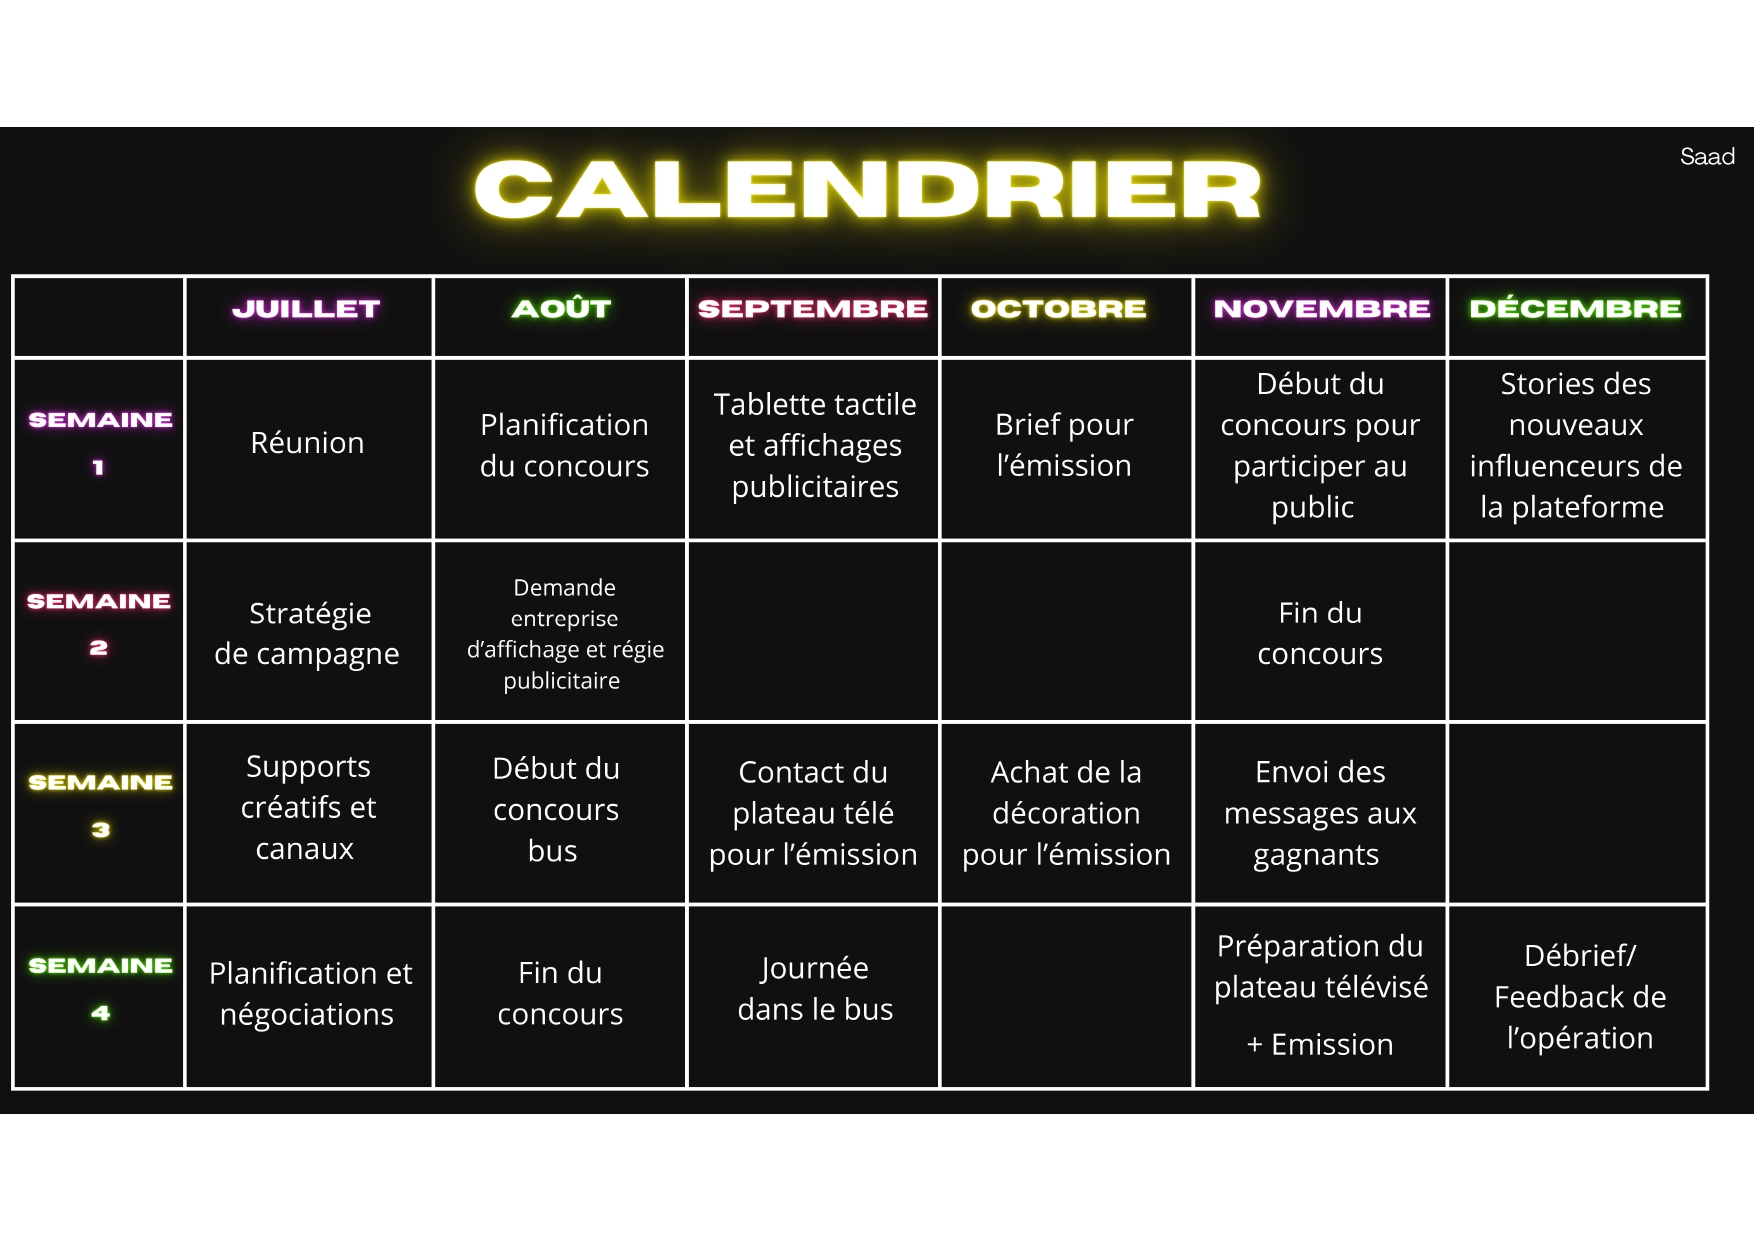 CALENDRIER
Saad
JUILLET
AOÛT
SEPTEMBRE
OCTOBRE
NOVEMBRE
DÉCEMBRE
SEMAINE
1
Réunion
Planification
du concours
Tablette tactile
et affichages
publicitaires
Brief pour
l’émission
Début du
concours pour
participer au
public
Stories des
nouveaux
influenceurs de
la plateforme
SEMAINE
2
Stratégie
de campagne
Demande
entreprise
d’affichage et régie
publicitaire
Fin du
concours
SEMAINE
3
Supports
créatifs et
canaux
Début du
concours
bus
Contact du
plateau télé
pour l’émission
Achat de la
décoration
pour l’émission
Envoi des
messages aux
gagnants
SEMAINE
4
Planification et
négociations
Fin du
concours
Journée
dans le bus
Préparation du
plateau télévisé
+ Emission
Débrief/
Feedback de
l’opération